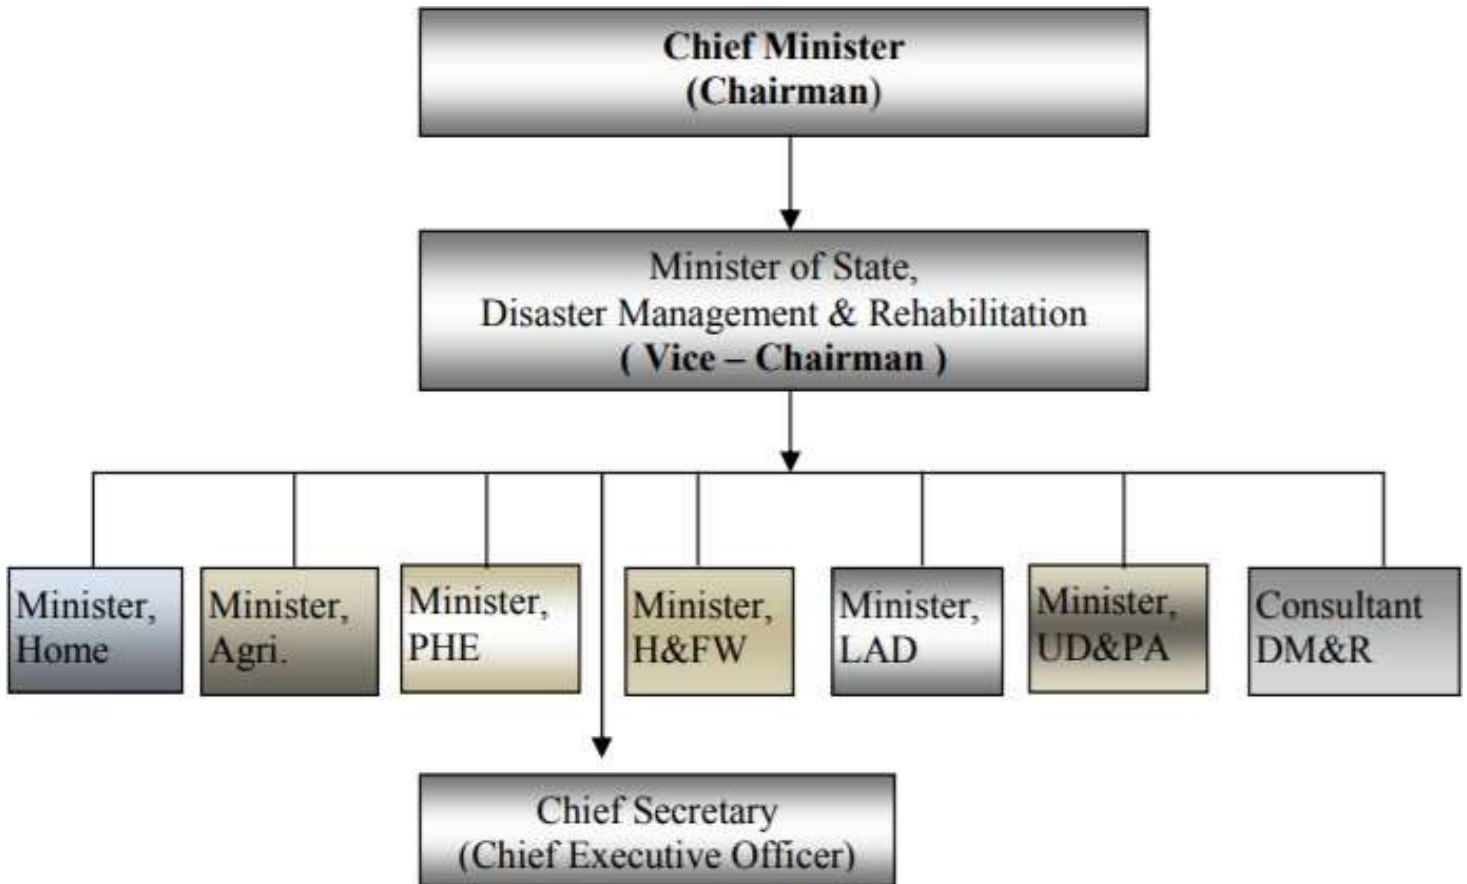 Chief Minister
(Chairman)
Minister of State,
Disaster Management & Rehabilitation
( Vice – Chairman )
Minister,
Home
Minister,
Agri.
Minister,
PHE
Minister,
H&FW
Minister,
LAD
Minister,
UD&PA
Consultant
DM&R
Chief Secretary
(Chief Executive Officer)